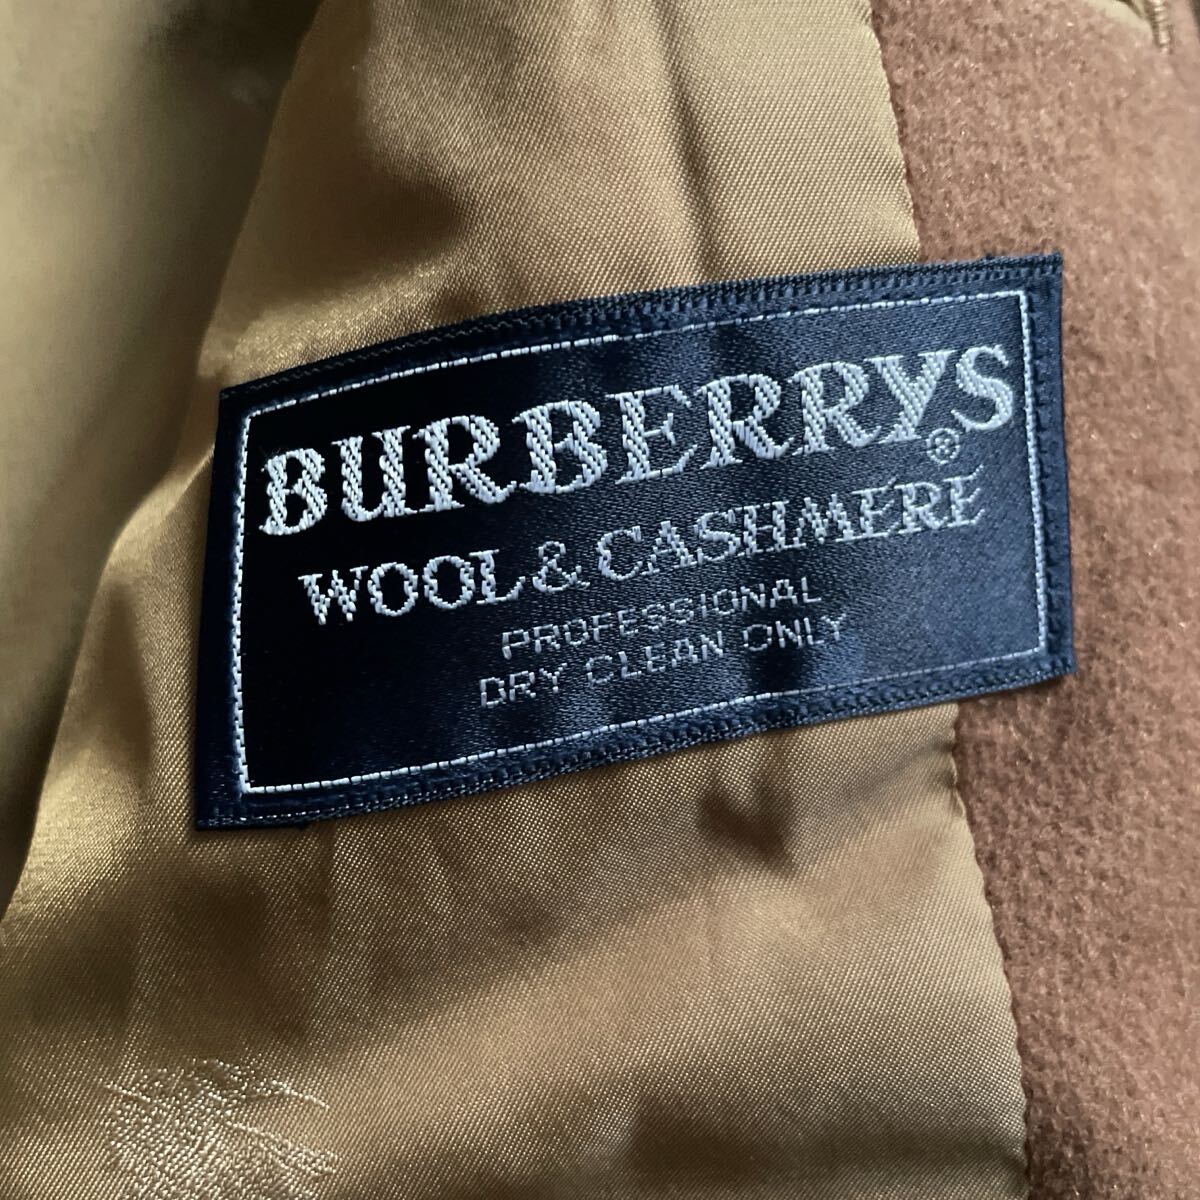 BURBERRYS®
WOOL & CASHMERE
PROFESSIONAL
DRY CLEAN ONLY